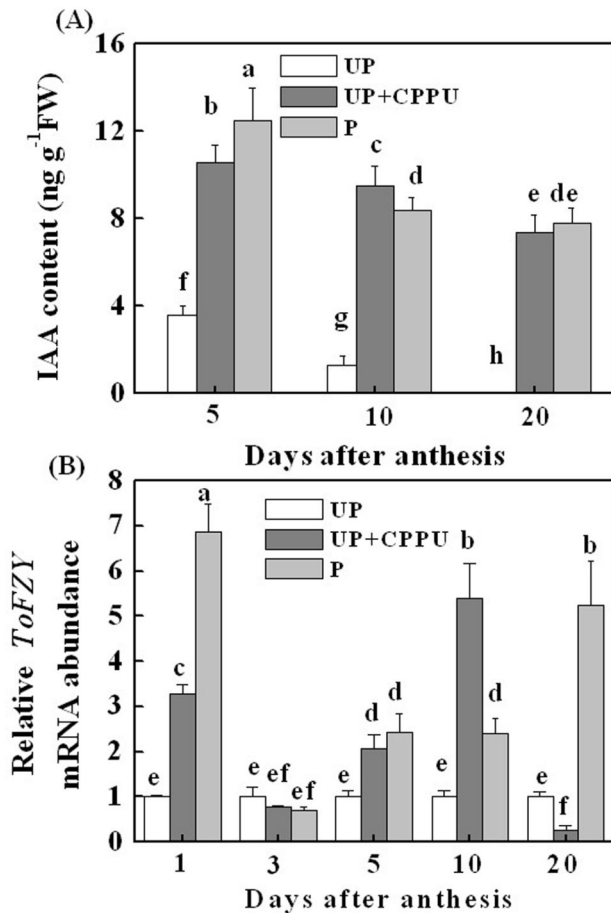 (A)
IAA content (ng g⁻¹FW)
16
12
8
4
0
UP
UP+CPPU
P
f
b
a
g
c
d
h
e
de
5
10
20
Days after anthesis
(B)
Relative ToFZY
mRNA abundance
8
7
6
5
4
3
2
1
0
UP
UP+CPPU
P
e
c
a
e
ef
ef
e
d
d
e
b
d
e
f
b
1
3
5
10
20
Days after anthesis